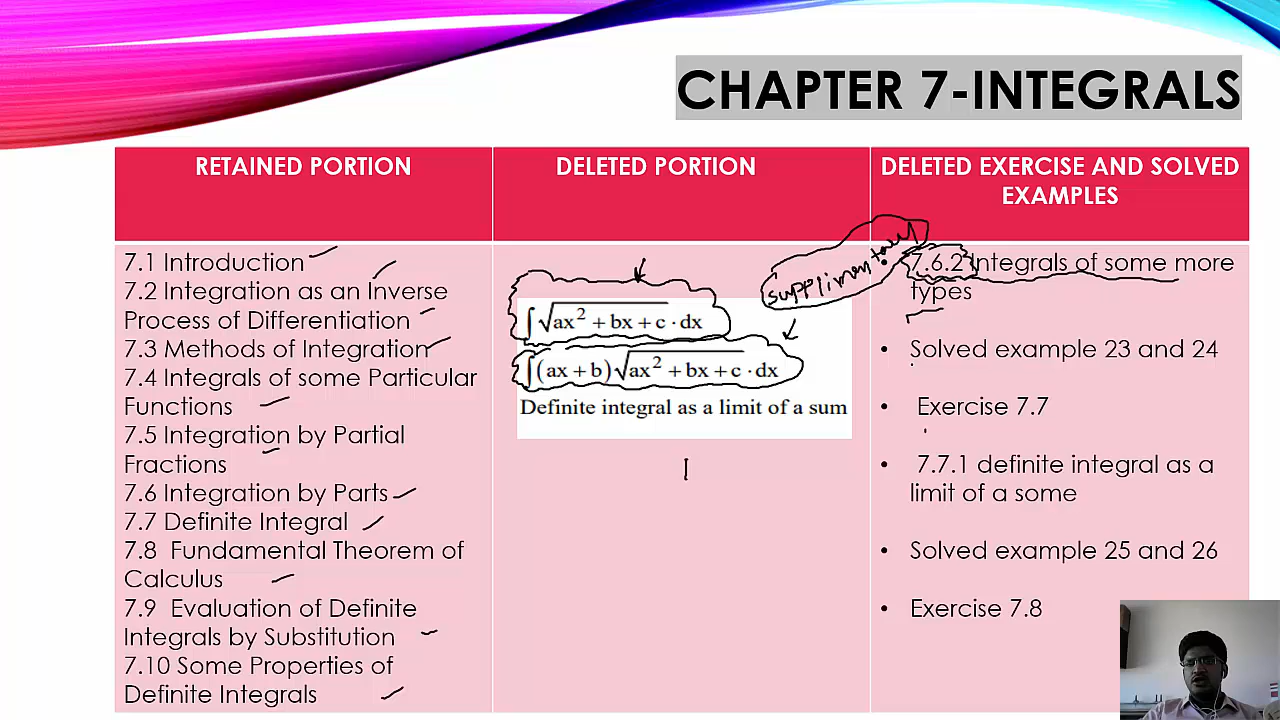 CHAPTER 7-INTEGRALS
RETAINED PORTION
DELETED PORTION
DELETED EXERCISE AND SOLVED
EXAMPLES
7.1 Introduction
7.2 Integration as an Inverse
Process of Differentiation
7.3 Methods of Integration
7.4 Integrals of some Particular
Functions
7.5 Integration by Partial
Fractions
7.6 Integration by Parts
7.7 Definite Integral
7.8 Fundamental Theorem of
Calculus
7.9 Evaluation of Definite
Integrals by Substitution
7.10 Some Properties of
Definite Integrals
∫√ax² + bx + c · dx
∫(ax + b)√ax² + bx + c · dx
Definite integral as a limit of a sum
supplimentary
7.6.2 Integrals of some more
types
• Solved example 23 and 24
• Exercise 7.7
• 7.7.1 definite integral as a
limit of a some
• Solved example 25 and 26
• Exercise 7.8